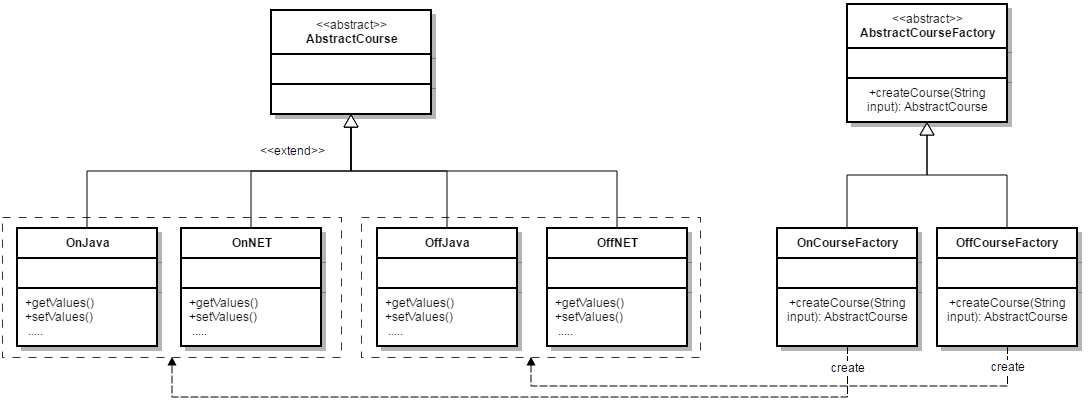 <<abstract>>
AbstractCourse
<<abstract>>
AbstractCourseFactory
+createCourse(String
input): AbstractCourse
<<extend>>
OnJava
+getValues()
+setValues()
.....
OnNET
+getValues()
+setValues()
.....
OffJava
+getValues()
+setValues()
.....
OffNET
+getValues()
+setValues()
.....
OnCourseFactory
+createCourse(String
input): AbstractCourse
OffCourseFactory
+createCourse(String
input): AbstractCourse
create
create